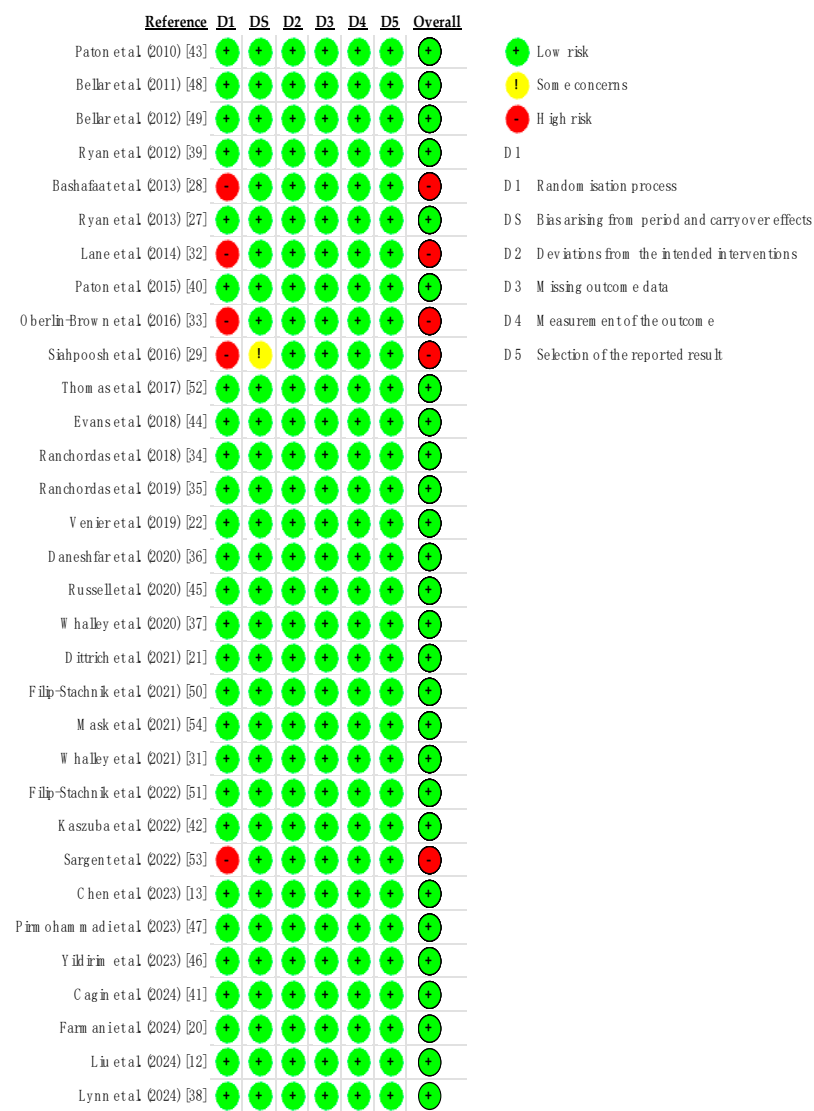 Reference D1 DS D2 D3 D4 D5 Overall
Paton et al. (2010) [43] + + + + + + +
Bellar et al. (2011) [48] + + + + + + +
Bellar et al. (2012) [49] + + + + + + +
Ryan et al. (2012) [39] + + + + + + +
Bashafaat et al. (2013) [28] - + + + + + -
Ryan et al. (2013) [27] + + + + + + +
Lane et al. (2014) [32] - + + + + + -
Paton et al. (2015) [40] + + + + + + +
Oberlin-Brown et al. (2016) [33] - + + + + + -
Siahpoosh et al. (2016) [29] - ! + + + + -
Thomas et al. (2017) [52] + + + + + + +
Evans et al. (2018) [44] + + + + + + +
Ranchordas et al. (2018) [34] + + + + + + +
Ranchordas et al. (2019) [35] + + + + + + +
Venier et al. (2019) [22] + + + + + + +
Daneshfar et al. (2020) [36] + + + + + + +
Russell et al. (2020) [45] + + + + + + +
Whalley et al. (2020) [37] + + + + + + +
Dittrich et al. (2021) [21] + + + + + + +
Filip-Stachnik et al. (2021) [50] + + + + + + +
Mask et al. (2021) [54] + + + + + + +
Whalley et al. (2021) [31] + + + + + + +
Filip-Stachnik et al. (2022) [51] + + + + + + +
Kaszuba et al. (2022) [42] + + + + + + +
Sargent et al. (2022) [53] - + + + + + -
Chen et al. (2023) [13] + + + + + + +
Pirmohammadi et al. (2023) [47] + + + + + + +
Yildirim et al. (2023) [46] + + + + + + +
Cagin et al. (2024) [41] + + + + + + +
Farmani et al. (2024) [20] + + + + + + +
Liu et al. (2024) [12] + + + + + + +
Lynn et al. (2024) [38] + + + + + + +
+ Low risk
! Some concerns
- High risk
D1
D1 Randomisation process
DS Bias arising from period and carryover effects
D2 Deviations from the intended interventions
D3 Missing outcome data
D4 Measurement of the outcome
D5 Selection of the reported result